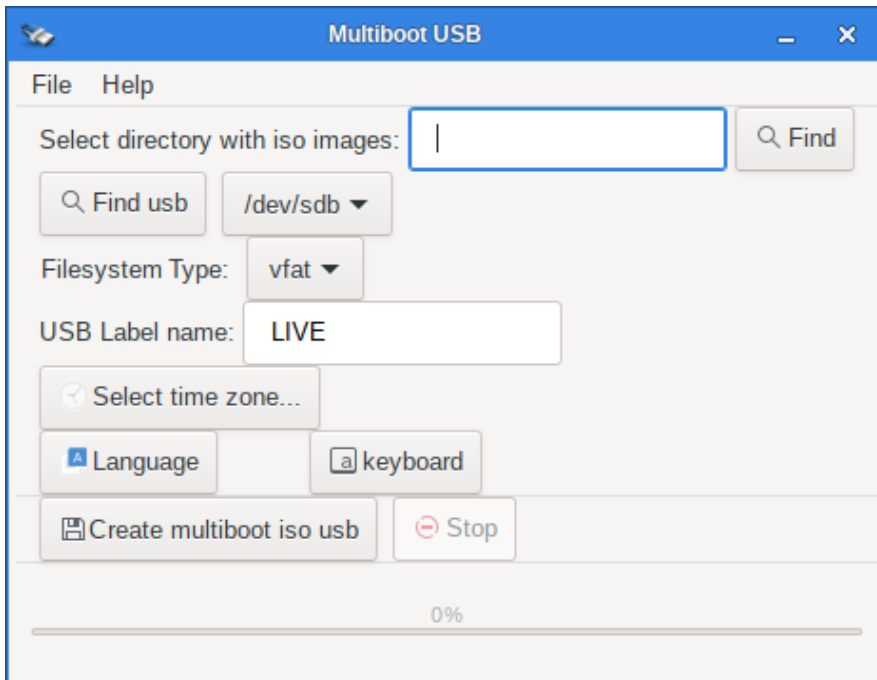 Multiboot USB
File Help
Select directory with iso images: Find
Find usb /dev/sdb
Filesystem Type: vfat
USB Label name: LIVE
Select time zone...
A Language a keyboard
Create multiboot iso usb Stop
0%